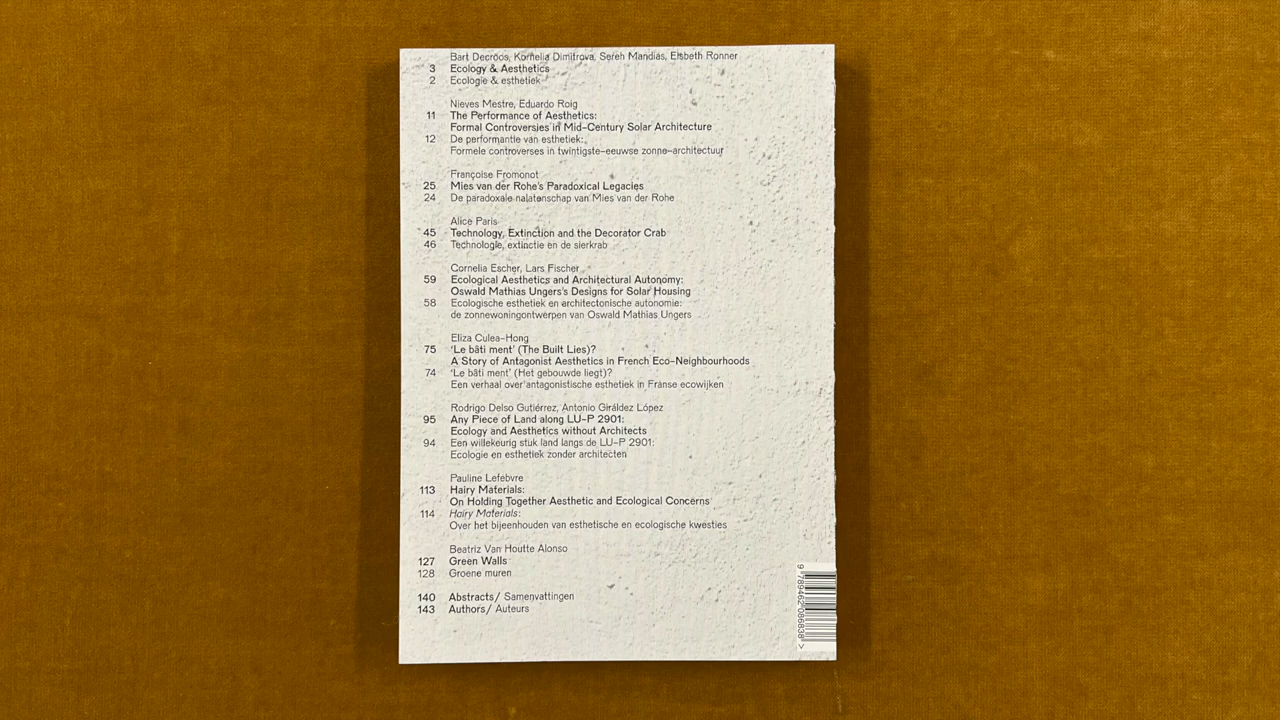 Bart Decroos, Kornelia Dimitrova, Sereh Mandias, Elsbeth Ronner
3 Ecology & Aesthetics
2 Ecologie & esthetiek
Nieves Mestre, Eduardo Roig
11 The Performance of Aesthetics:
Formal Controversies in Mid-Century Solar Architecture
12 De performantie van esthetiek:
Formele controverses in twintigste-eeuwse zonne-architectuur
Françoise Fromonot
25 Mies van der Rohe's Paradoxical Legacies
24 De paradoxale nalatenschap van Mies van der Rohe
Alice Paris
45 Technology, Extinction and the Decorator Crab
46 Technologie, extinctie en de sierkrab
Cornelia Escher, Lars Fischer
59 Ecological Aesthetics and Architectural Autonomy:
Oswald Mathias Ungers's Designs for Solar Housing
58 Ecologische esthetiek en architectonische autonomie:
de zonnewoningontwerpen van Oswald Mathias Ungers
Eliza Culea-Hong
75 'Le bâti ment' (The Built Lies)?
A Story of Antagonist Aesthetics in French Eco-Neighbourhoods
74 'Le bâti ment' (Het gebouwde liegt)?
Een verhaal over antagonistische esthetiek in Franse ecowijken
Rodrigo Delso Gutiérrez, Antonio Giráldez López
95 Any Piece of Land along LU-P 2901:
Ecology and Aesthetics without Architects
94 Een willekeurig stuk land langs de LU-P 2901:
Ecologie en esthetiek zonder architecten
Pauline Lefebvre
113 Hairy Materials:
On Holding Together Aesthetic and Ecological Concerns
114 Hairy Materials:
Over het bijeenhouden van esthetische en ecologische kwesties
Beatriz Van Houtte Alonso
127 Green Walls
128 Groene muren
140 Abstracts/ Samenvattingen
143 Authors/ Auteurs
9 789462 086838 >